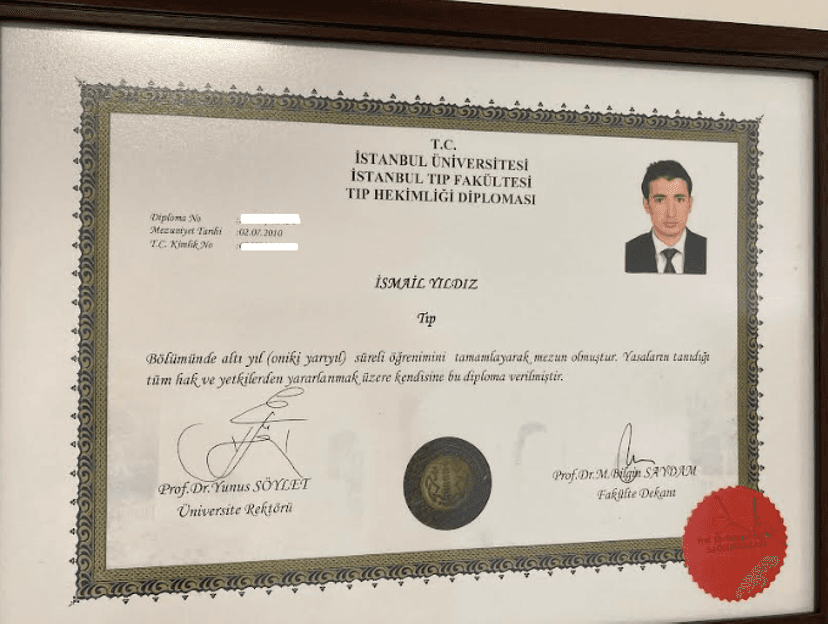 T.C.
İSTANBUL ÜNİVERSİTESİ
İSTANBUL TIP FAKÜLTESİ
TIP HEKİMLİĞİ DİPLOMASI
Diploma No :
Mezuniyet Tarihi :02.07.2010
T.C. Kimlik No :
İSMAİL YILDIZ
Tıp
Bölümünde altı yıl (oniki yarıyıl) süreli öğrenimini tamamlayarak mezun olmuştur. Yasaların tanıdığı
tüm hak ve yetkilerden yararlanmak üzere kendisine bu diploma verilmiştir.
Prof.Dr.Yunus SÖYLET
Üniversite Rektörü
Prof.Dr.M.Bilgin SAYDAM
Fakülte Dekanı